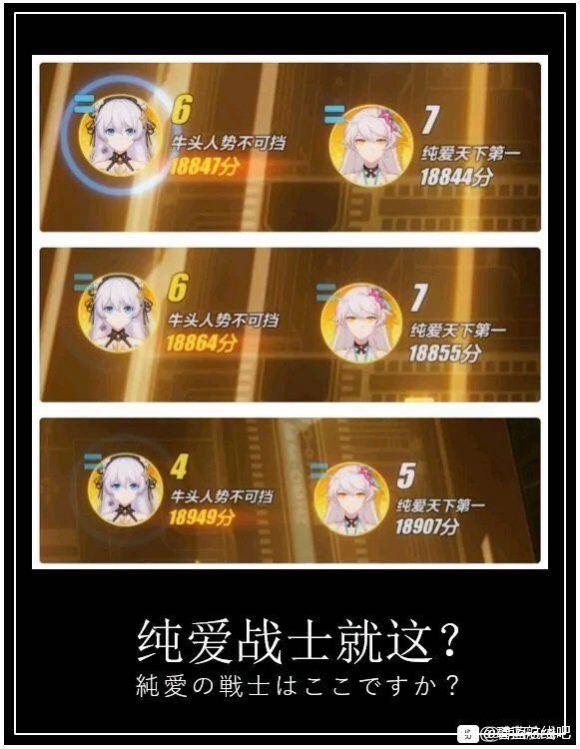 6
牛头人势不可挡
18847分
7
纯爱天下第一
18844分
6
牛头人势不可挡
18864分
7
纯爱天下第一
18855分
4
牛头人势不可挡
18949分
5
纯爱天下第一
18907分
纯爱战士就这？
純愛の戦士はここですか？